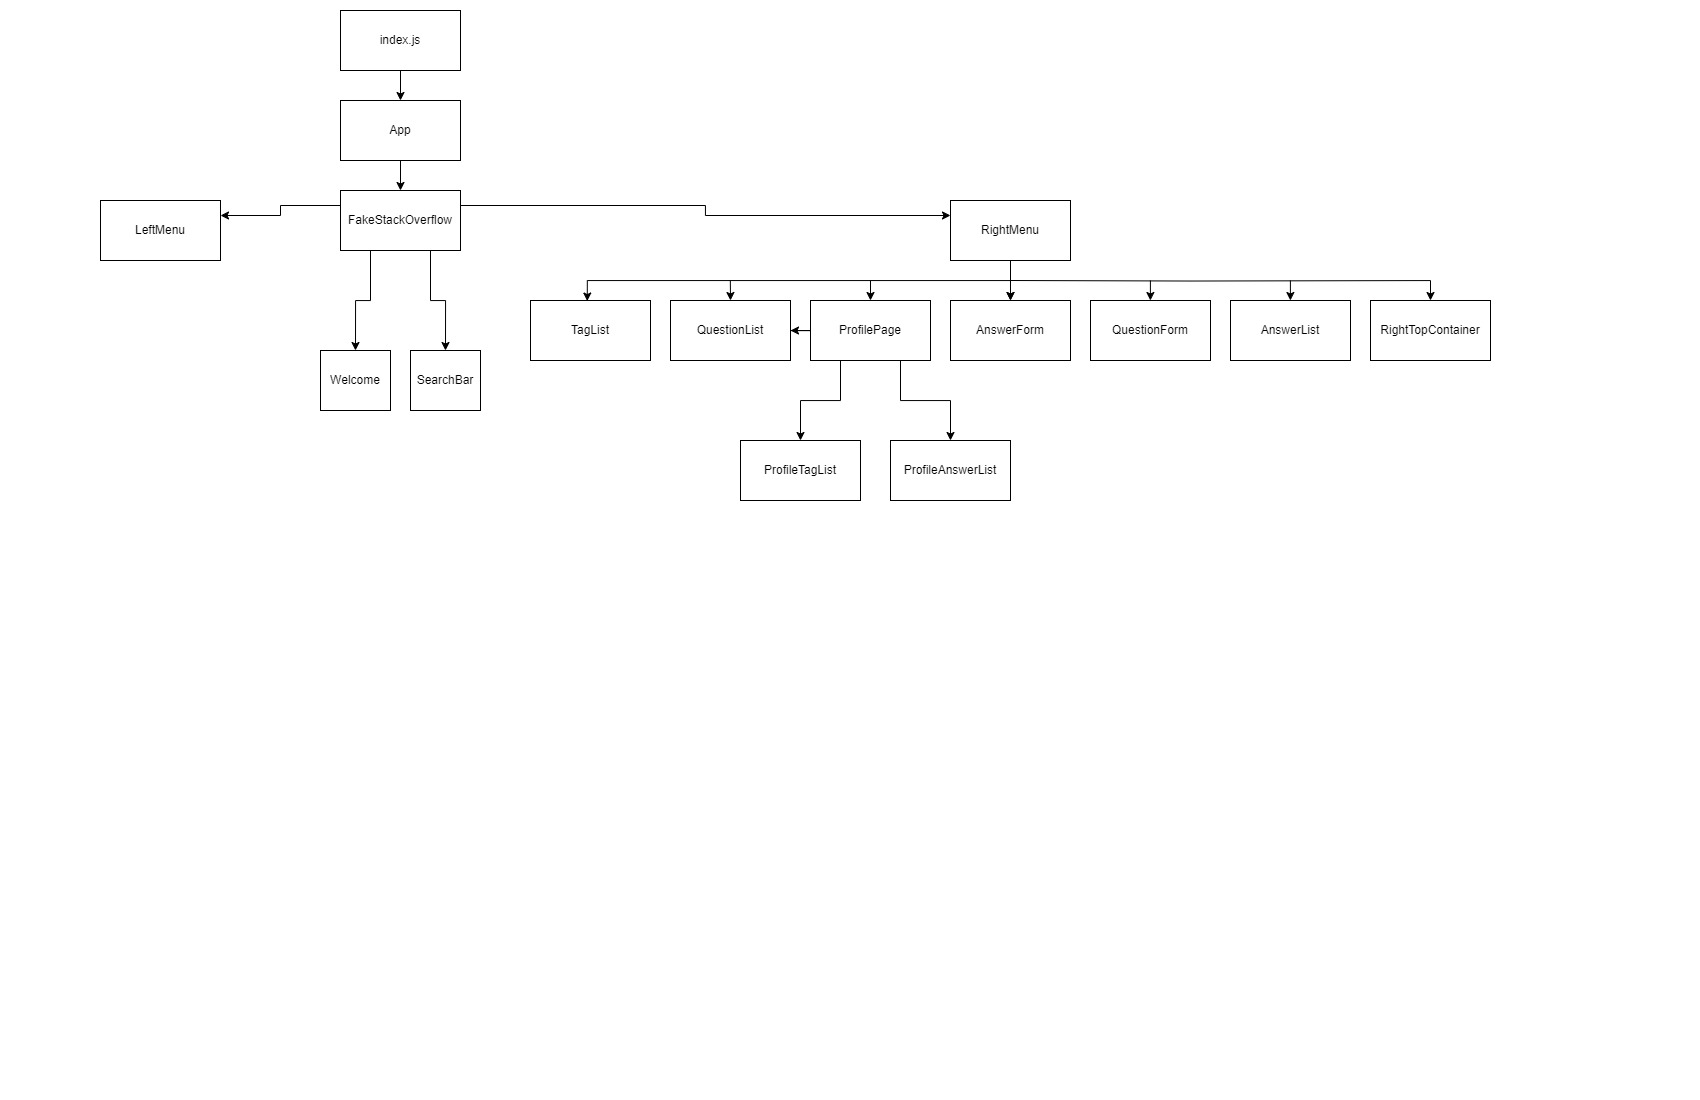 index.js
App
FakeStackOverflow
LeftMenu
RightMenu
TagList
QuestionList
ProfilePage
AnswerForm
QuestionForm
AnswerList
RightTopContainer
Welcome
SearchBar
ProfileTagList
ProfileAnswerList